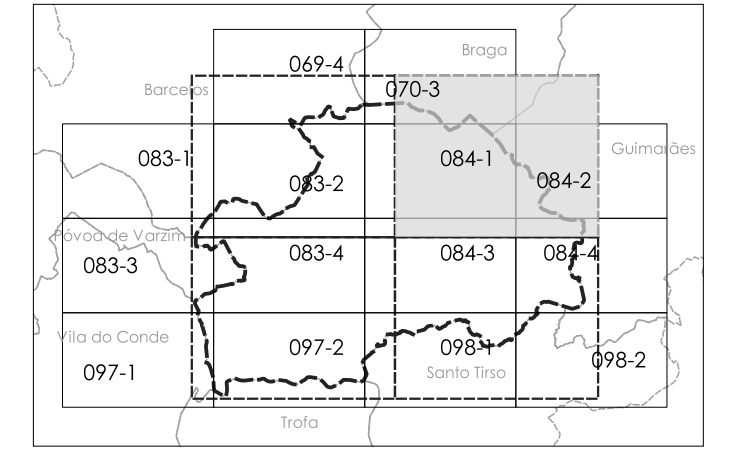 Braga
069-4
Barcelos
070-3
Guimarães
083-1
084-1
083-2
084-2
Póvoa de Varzim
083-4
084-3
084-4
083-3
Vila do Conde
097-2
098-1
098-2
097-1
Santo Tirso
Trofa